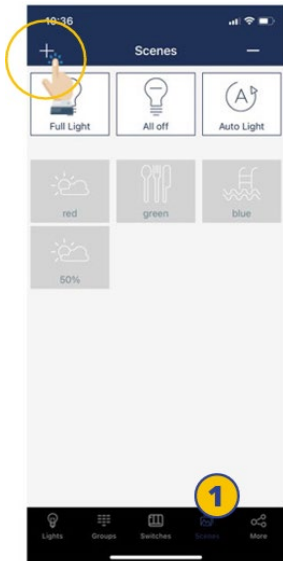 10:36
+ Scenes −
Full Light All off Auto Light
red green blue
50%
1
Lights Groups Switches Scenes More